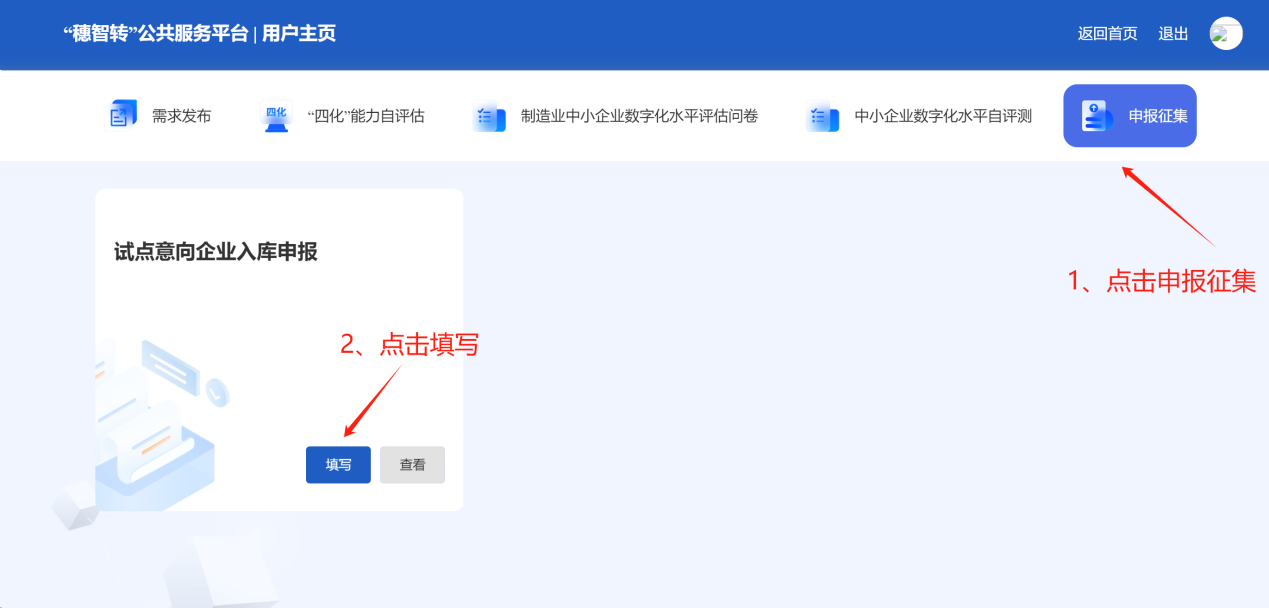 “穗智转”公共服务平台 | 用户主页
返回首页 退出
需求发布
四化
“四化”能力自评估
制造业中小企业数字化水平评估问卷
中小企业数字化水平自评测
申报征集
试点意向企业入库申报
1、点击申报征集
2、点击填写
填写
查看